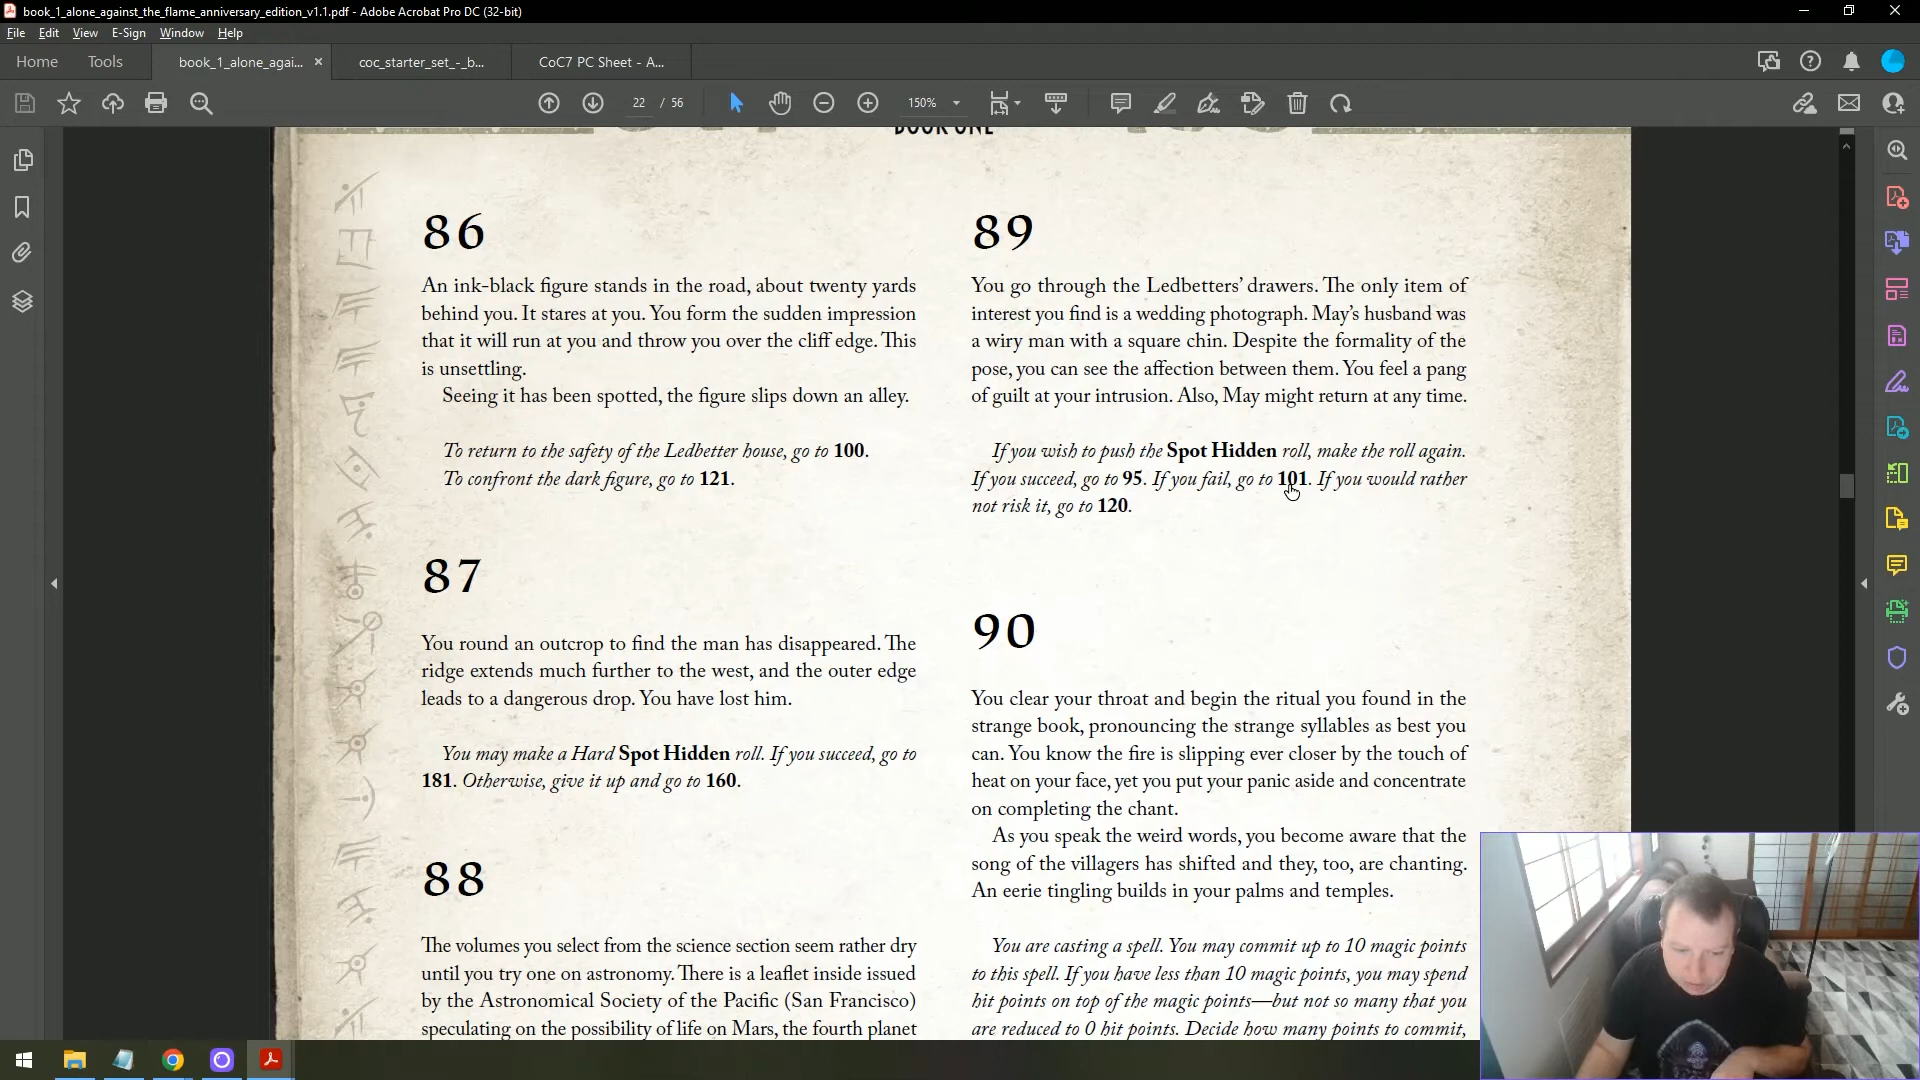 book_1_alone_against_the_flame_anniversary_edition_v1.1.pdf - Adobe Acrobat Pro DC (32-bit)
File Edit View E-Sign Window Help
Home Tools book_1_alone_agai... × coc_starter_set_-_b... CoC7 PC Sheet - A...
22 / 56 150%
BOOK ONE
86
An ink-black figure stands in the road, about twenty yards
behind you. It stares at you. You form the sudden impression
that it will run at you and throw you over the cliff edge. This
is unsettling.
Seeing it has been spotted, the figure slips down an alley.
To return to the safety of the Ledbetter house, go to 100.
To confront the dark figure, go to 121.
87
You round an outcrop to find the man has disappeared. The
ridge extends much further to the west, and the outer edge
leads to a dangerous drop. You have lost him.
You may make a Hard Spot Hidden roll. If you succeed, go to
181. Otherwise, give it up and go to 160.
88
The volumes you select from the science section seem rather dry
until you try one on astronomy. There is a leaflet inside issued
by the Astronomical Society of the Pacific (San Francisco)
speculating on the possibility of life on Mars, the fourth planet
89
You go through the Ledbetters' drawers. The only item of
interest you find is a wedding photograph. May's husband was
a wiry man with a square chin. Despite the formality of the
pose, you can see the affection between them. You feel a pang
of guilt at your intrusion. Also, May might return at any time.
If you wish to push the Spot Hidden roll, make the roll again.
If you succeed, go to 95. If you fail, go to 101. If you would rather
not risk it, go to 120.
90
You clear your throat and begin the ritual you found in the
strange book, pronouncing the strange syllables as best you
can. You know the fire is slipping ever closer by the touch of
heat on your face, yet you put your panic aside and concentrate
on completing the chant.
As you speak the weird words, you become aware that the
song of the villagers has shifted and they, too, are chanting.
An eerie tingling builds in your palms and temples.
You are casting a spell. You may commit up to 10 magic points
to this spell. If you have less than 10 magic points, you may spend
hit points on top of the magic points—but not so many that you
are reduced to 0 hit points. Decide how many points to commit,